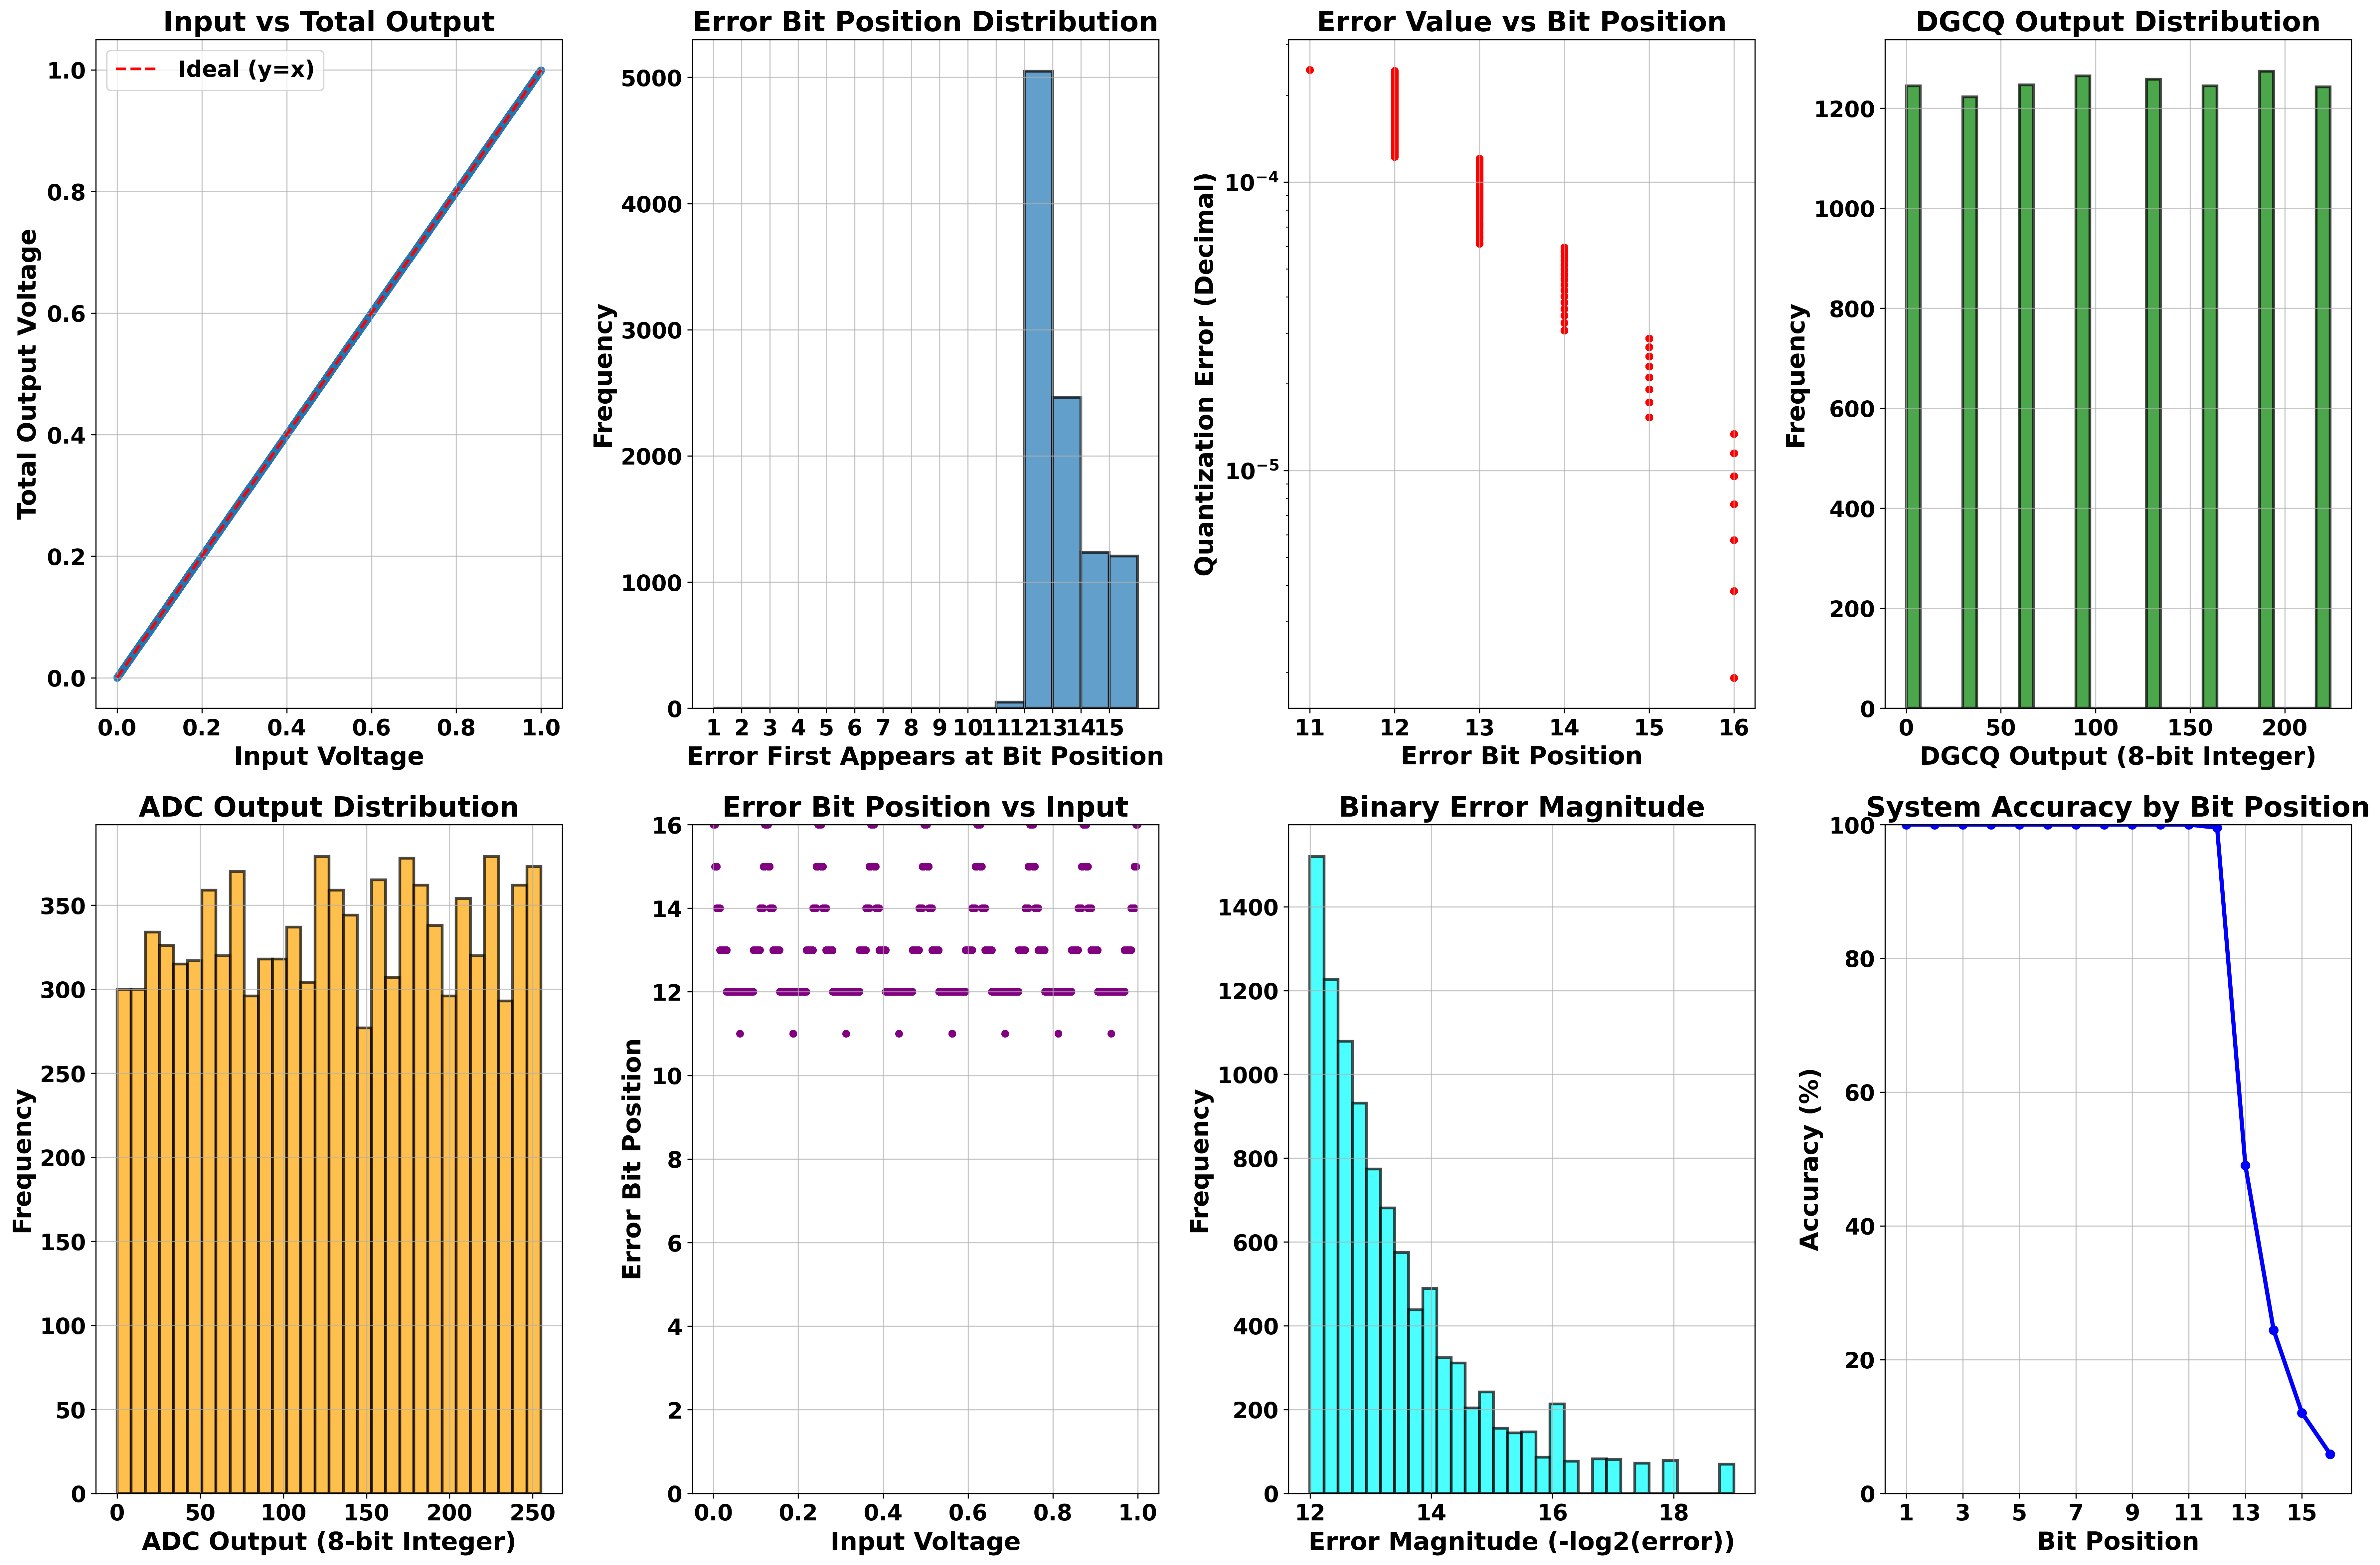 Input vs Total Output
Ideal (y=x)
Total Output Voltage
1.0
0.8
0.6
0.4
0.2
0.0
0.0 0.2 0.4 0.6 0.8 1.0
Input Voltage
Error Bit Position Distribution
Frequency
5000
4000
3000
2000
1000
0
1 2 3 4 5 6 7 8 9 10 11 12 13 14 15
Error First Appears at Bit Position
Error Value vs Bit Position
Quantization Error (Decimal)
10⁻⁴
10⁻⁵
11 12 13 14 15 16
Error Bit Position
DGCQ Output Distribution
Frequency
1200
1000
800
600
400
200
0
0 50 100 150 200
DGCQ Output (8-bit Integer)
ADC Output Distribution
Frequency
350
300
250
200
150
100
50
0
0 50 100 150 200 250
ADC Output (8-bit Integer)
Error Bit Position vs Input
Error Bit Position
16
14
12
10
8
6
4
2
0
0.0 0.2 0.4 0.6 0.8 1.0
Input Voltage
Binary Error Magnitude
Frequency
1400
1200
1000
800
600
400
200
0
12 14 16 18
Error Magnitude (-log2(error))
System Accuracy by Bit Position
Accuracy (%)
100
80
60
40
20
0
1 3 5 7 9 11 13 15
Bit Position